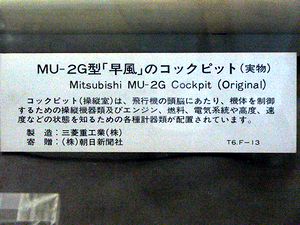 MU-2G型「早風」のコックピット(実物)
Mitsubishi MU-2G Cockpit (Original)
コックピット(操縦室)は、飛行機の頭脳にあたり、機体を制御
するための操縦機器類及びエンジン、燃料、電気系統や高度、速
度などの状態を知るための各種計器類が配置されています。
製 造:三菱重工業(株)
寄 贈:(株)朝日新聞社
T6.F-13